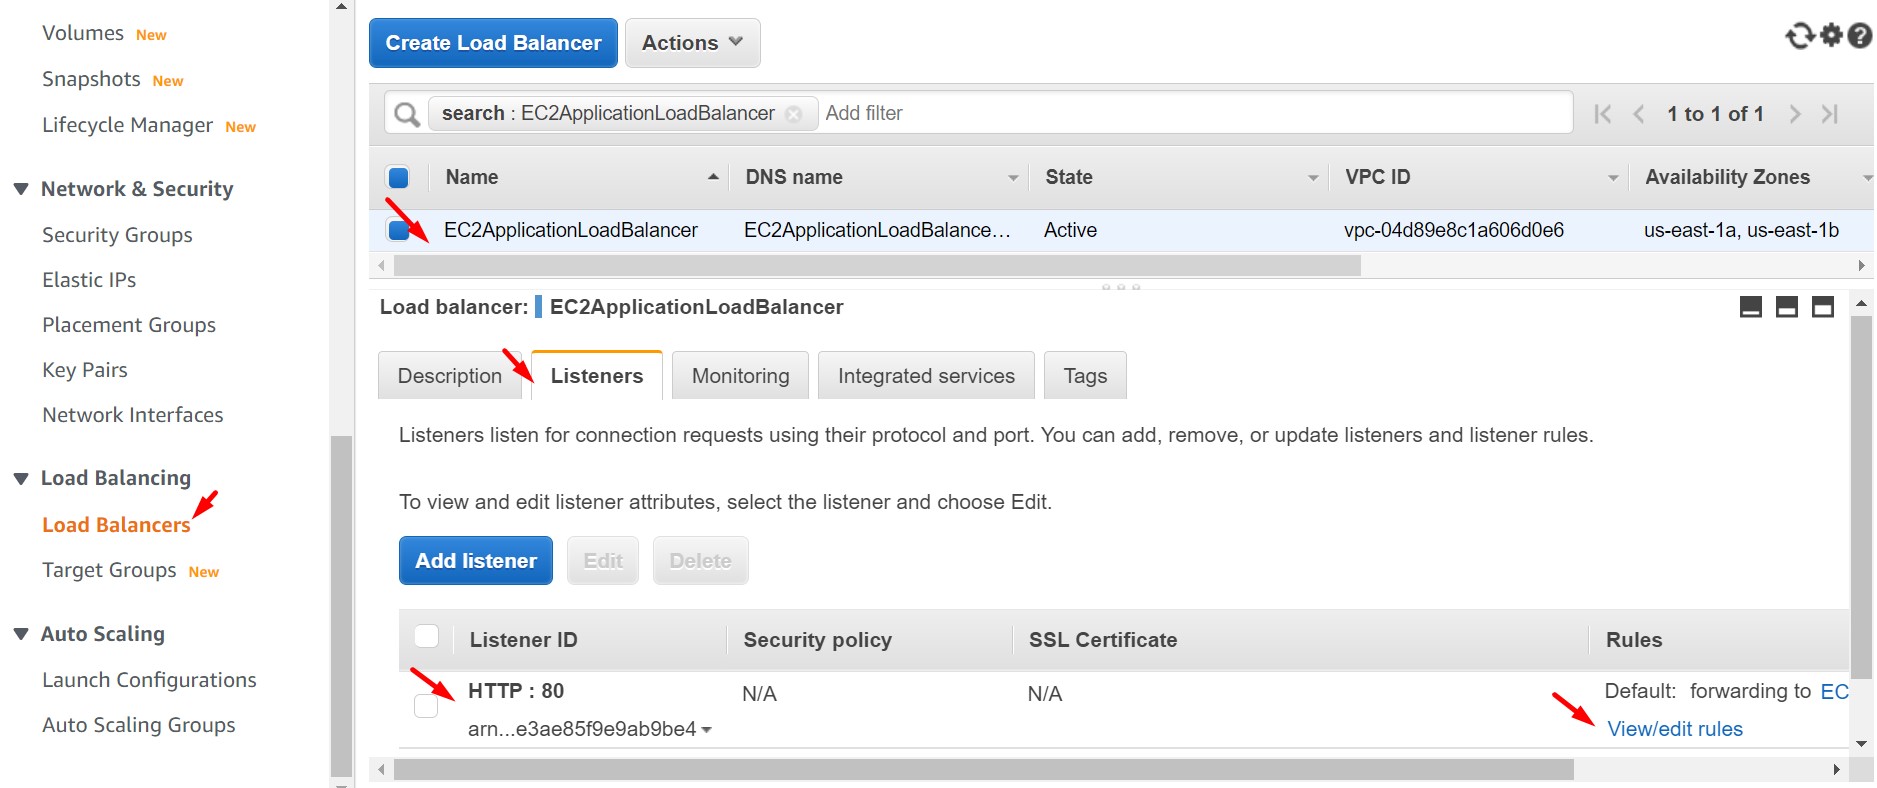 Volumes New
Snapshots New
Lifecycle Manager New
Network & Security
Security Groups
Elastic IPs
Placement Groups
Key Pairs
Network Interfaces
Load Balancing
Load Balancers
Target Groups New
Auto Scaling
Launch Configurations
Auto Scaling Groups
Create Load Balancer Actions
search : EC2ApplicationLoadBalancer Add filter 1 to 1 of 1
Name DNS name State VPC ID Availability Zones
EC2ApplicationLoadBalancer EC2ApplicationLoadBalance... Active vpc-04d89e8c1a606d0e6 us-east-1a, us-east-1b
Load balancer: EC2ApplicationLoadBalancer
Description Listeners Monitoring Integrated services Tags
Listeners listen for connection requests using their protocol and port. You can add, remove, or update listeners and listener rules.
To view and edit listener attributes, select the listener and choose Edit.
Add listener Edit Delete
Listener ID Security policy SSL Certificate Rules
HTTP : 80 N/A N/A Default: forwarding to EC
arn...e3ae85f9e9ab9be4 View/edit rules